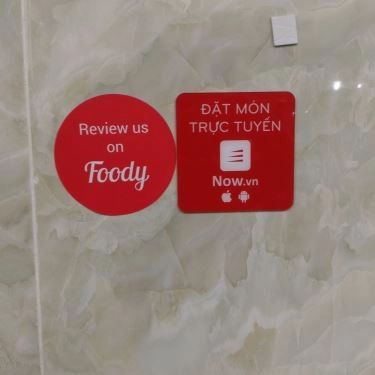 Review us
on
Foody
ĐẶT MÓN
TRỰC TUYẾN
Now.vn